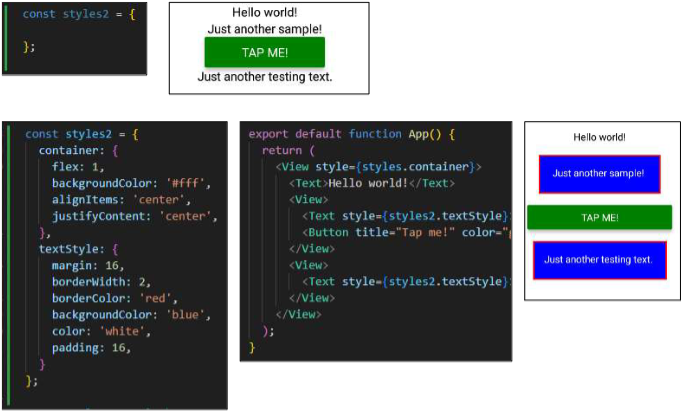 const styles2 = {
};
Hello world!
Just another sample!
TAP ME!
Just another testing text.
const styles2 = {
container: {
flex: 1,
backgroundColor: '#fff',
alignItems: 'center',
justifyContent: 'center',
},
textStyle: {
margin: 16,
borderWidth: 2,
borderColor: 'red',
backgroundColor: 'blue',
color: 'white',
padding: 16,
}
};
export default function App() {
return (
<View style={styles.container}>
<Text>Hello world!</Text>
<View>
<Text style={styles2.textStyle}
<Button title="Tap me!" color="
</View>
<View>
<Text style={styles2.textStyle}
</View>
</View>
);
}
Hello world!
Just another sample!
TAP ME!
Just another testing text.